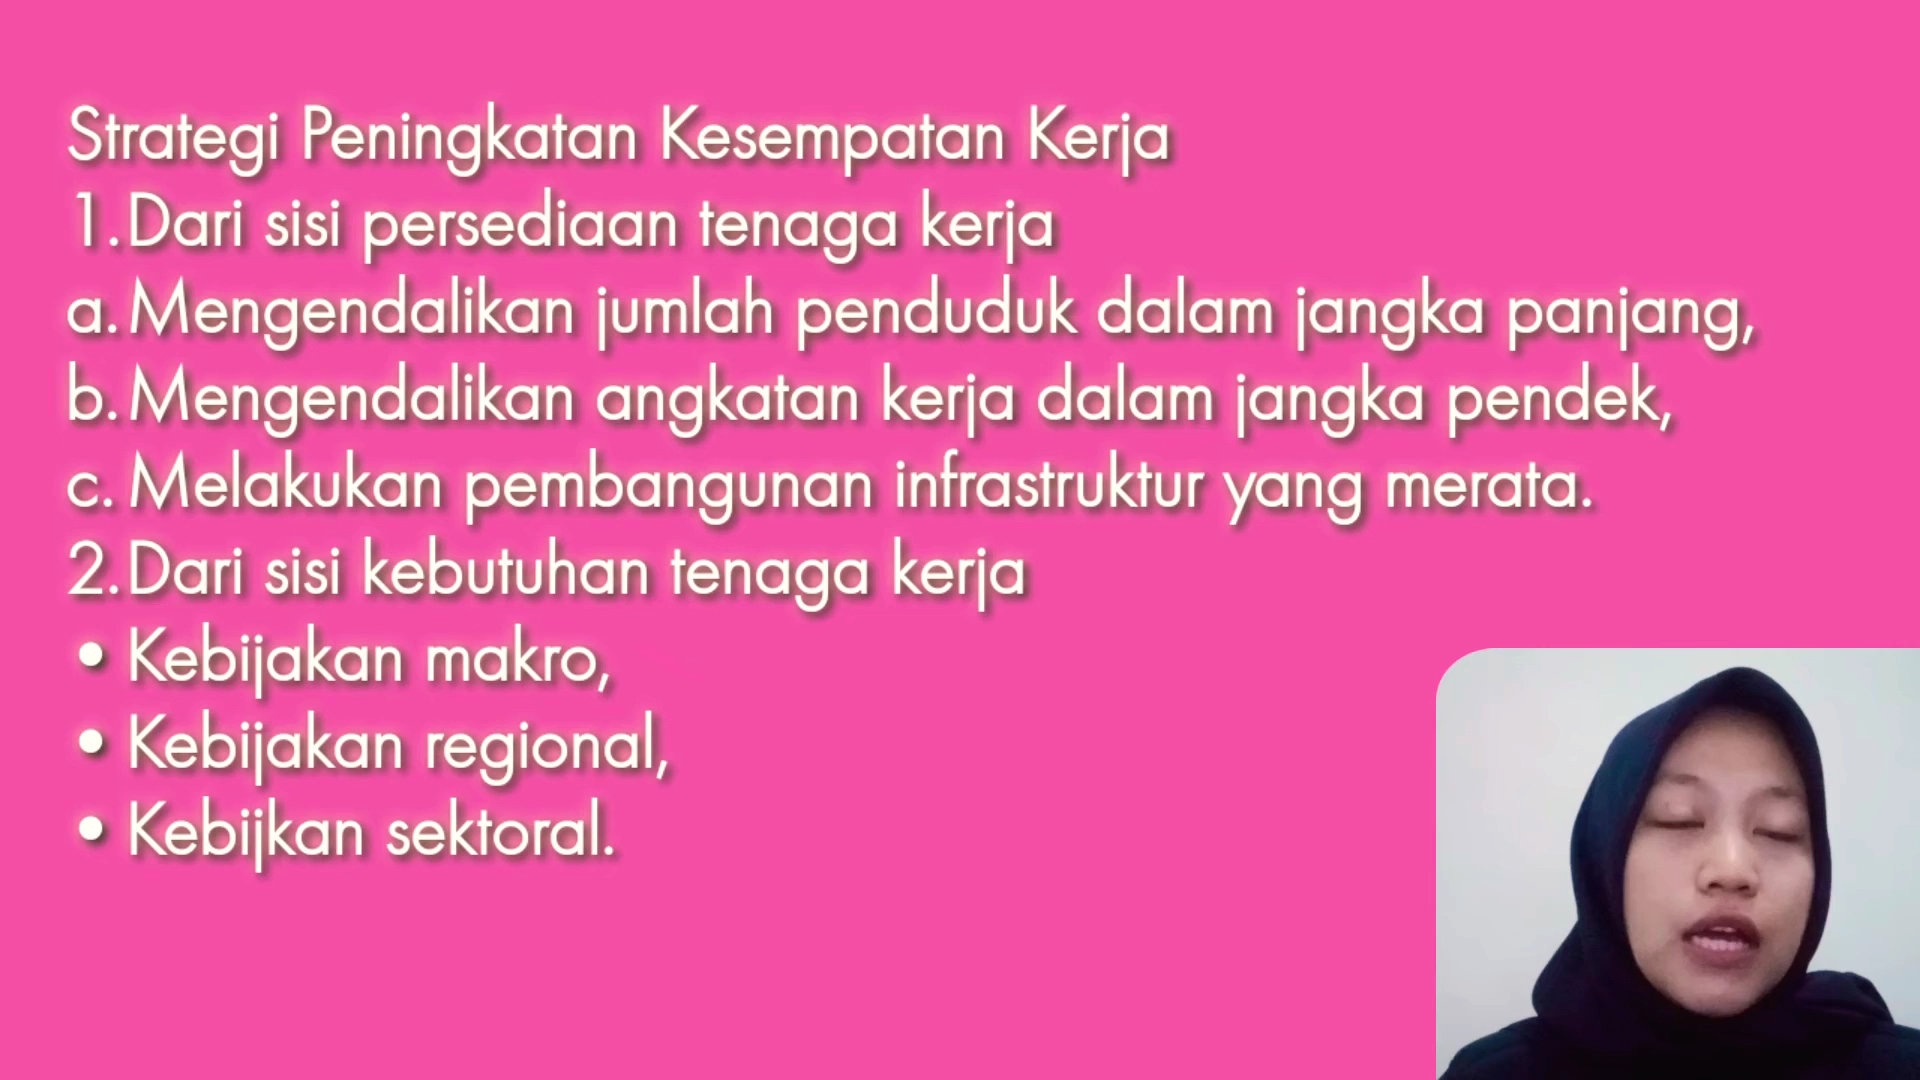 Strategi Peningkatan Kesempatan Kerja
1. Dari sisi persediaan tenaga kerja
a. Mengendalikan jumlah penduduk dalam jangka panjang,
b. Mengendalikan angkatan kerja dalam jangka pendek,
c. Melakukan pembangunan infrastruktur yang merata.
2. Dari sisi kebutuhan tenaga kerja
• Kebijakan makro,
• Kebijakan regional,
• Kebijkan sektoral.